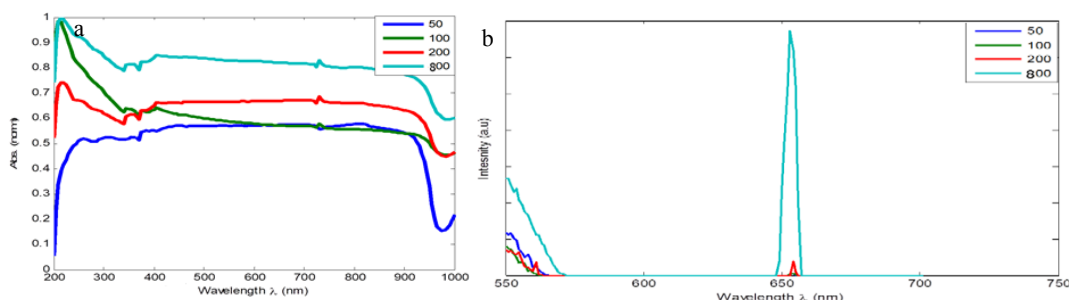 a
1
0.9
0.8
0.7
0.6
0.5
0.4
0.3
0.2
0.1
0
Abs. (norm)
200 300 400 500 600 700 800 900 1000
Wavelength λ (nm)
50
100
200
800
b
Intesnity (a.u)
550 600 650 700 750
Wavelength λ (nm)
50
100
200
800